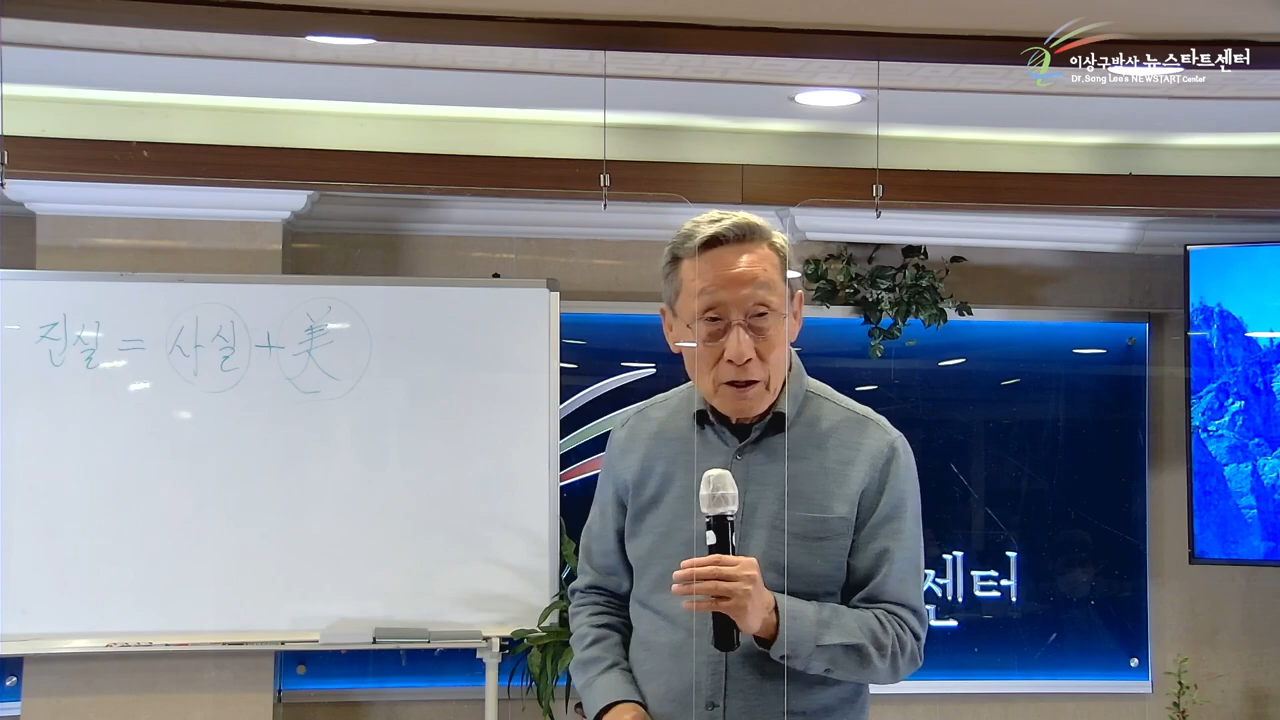 이상구박사 뉴스타트센터
Dr.Sang Lee's NEWSTART Center
진실 = 사실 + 美
센터